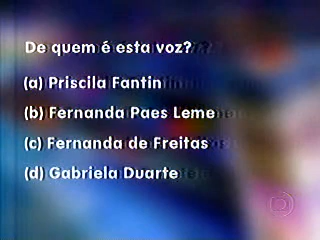 De quem é esta voz?
(a) Priscila Fantin
(b) Fernanda Paes Leme
(c) Fernanda de Freitas
(d) Gabriela Duarte